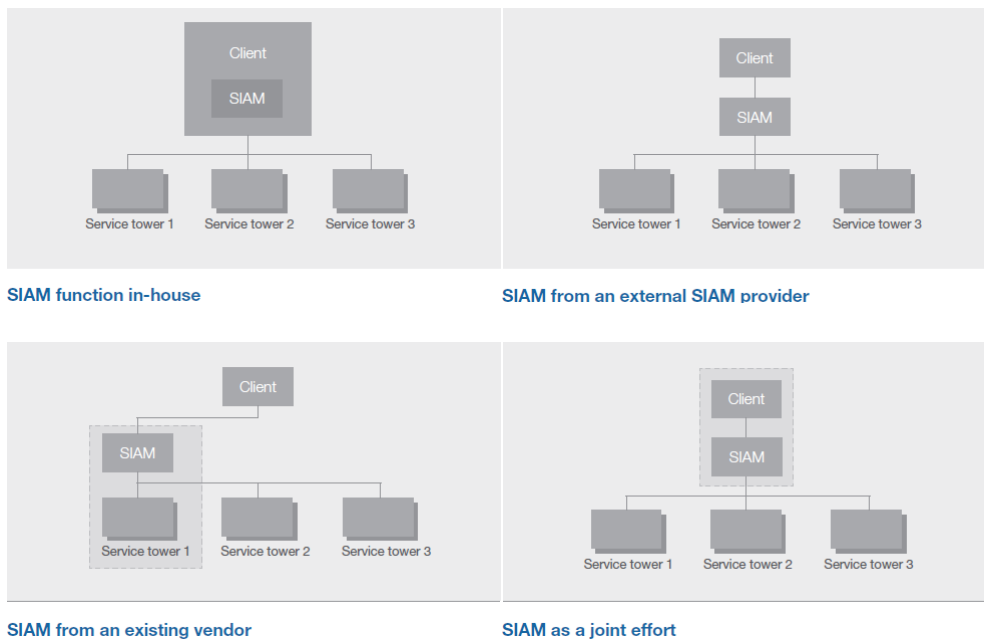 Client
SIAM
Service tower 1 Service tower 2 Service tower 3
SIAM function in-house
Client
SIAM
Service tower 1 Service tower 2 Service tower 3
SIAM from an external SIAM provider
Client
SIAM
Service tower 1 Service tower 2 Service tower 3
SIAM from an existing vendor
Client
SIAM
Service tower 1 Service tower 2 Service tower 3
SIAM as a joint effort